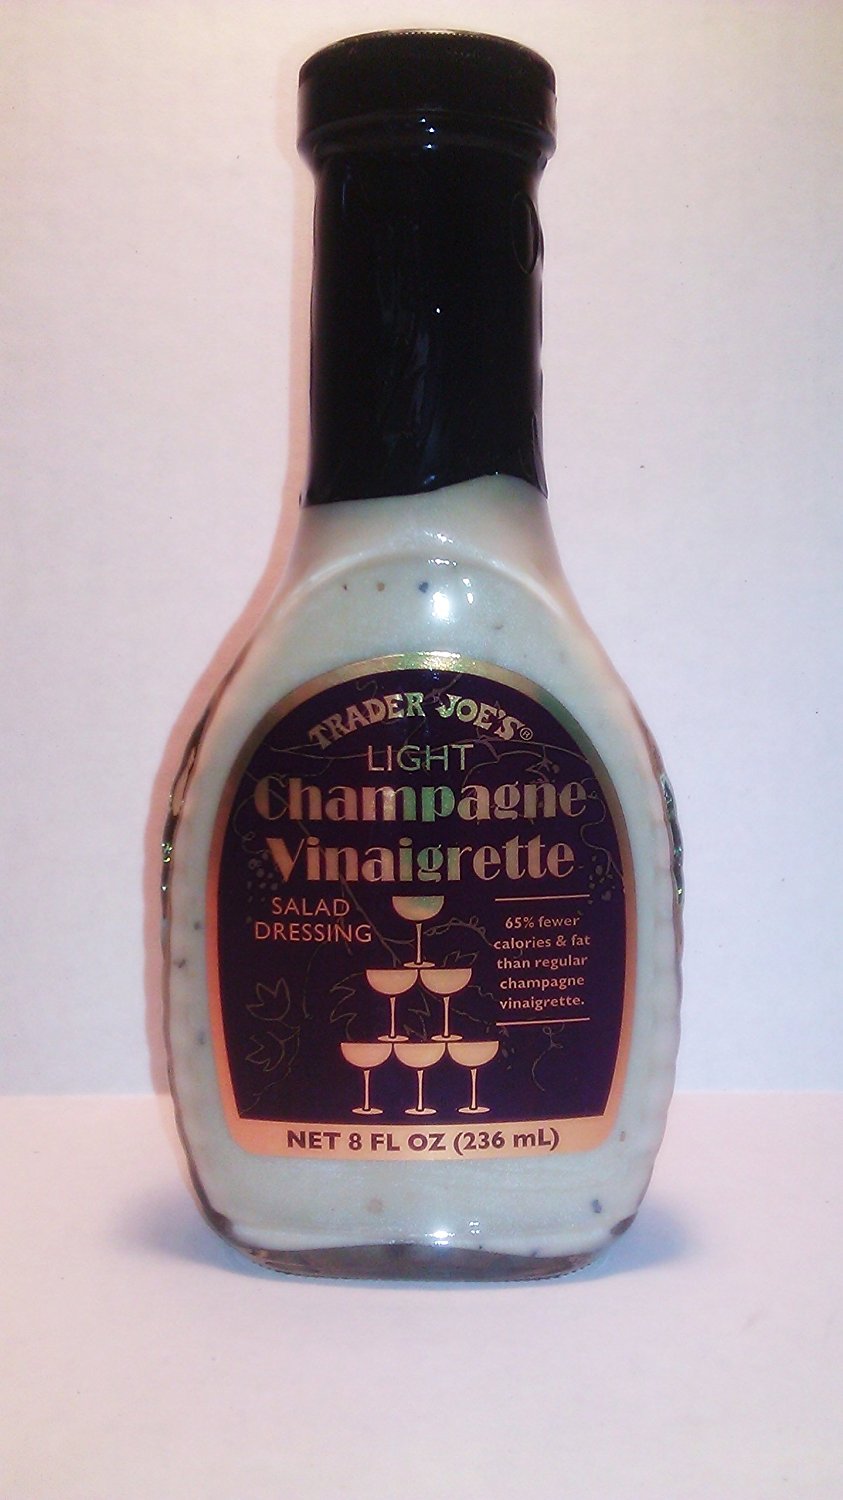 TRADER JOE'S®
LIGHT
Champagne
Vinaigrette
SALAD
DRESSING
65% fewer
calories & fat
than regular
champagne
vinaigrette.
NET 8 FL OZ (236 mL)